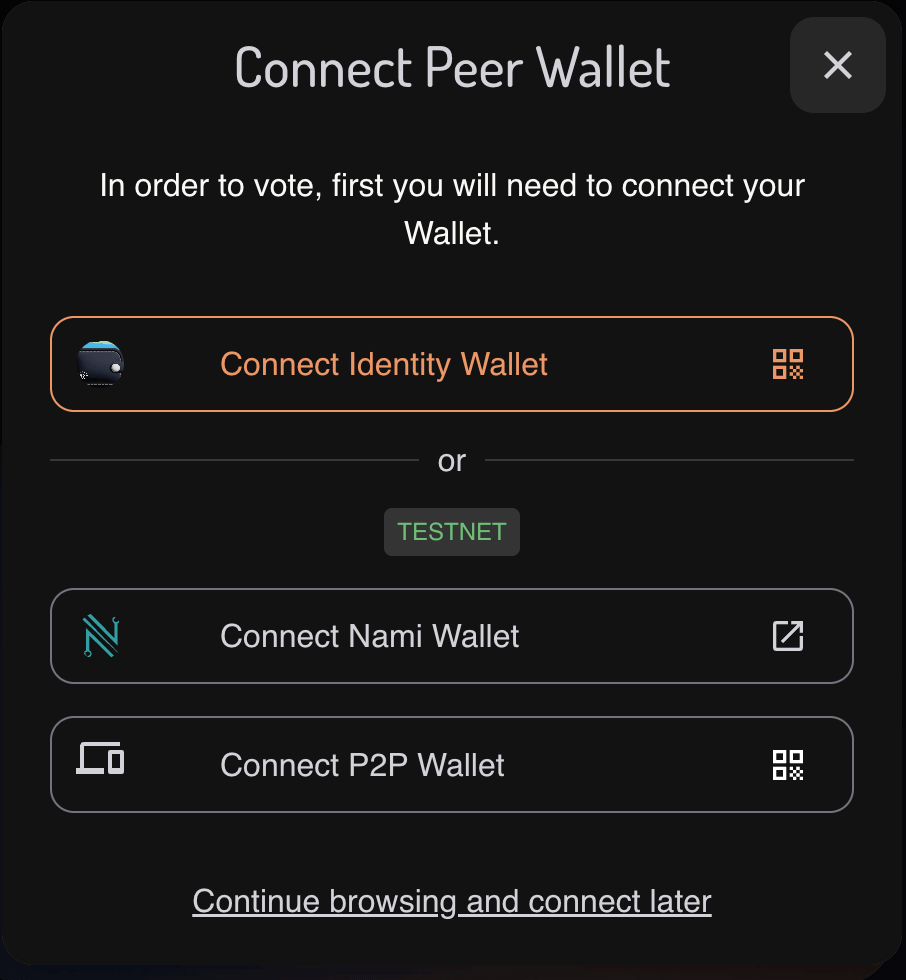 Connect Peer Wallet
In order to vote, first you will need to connect your
Wallet.
Connect Identity Wallet
or
TESTNET
Connect Nami Wallet
Connect P2P Wallet
Continue browsing and connect later